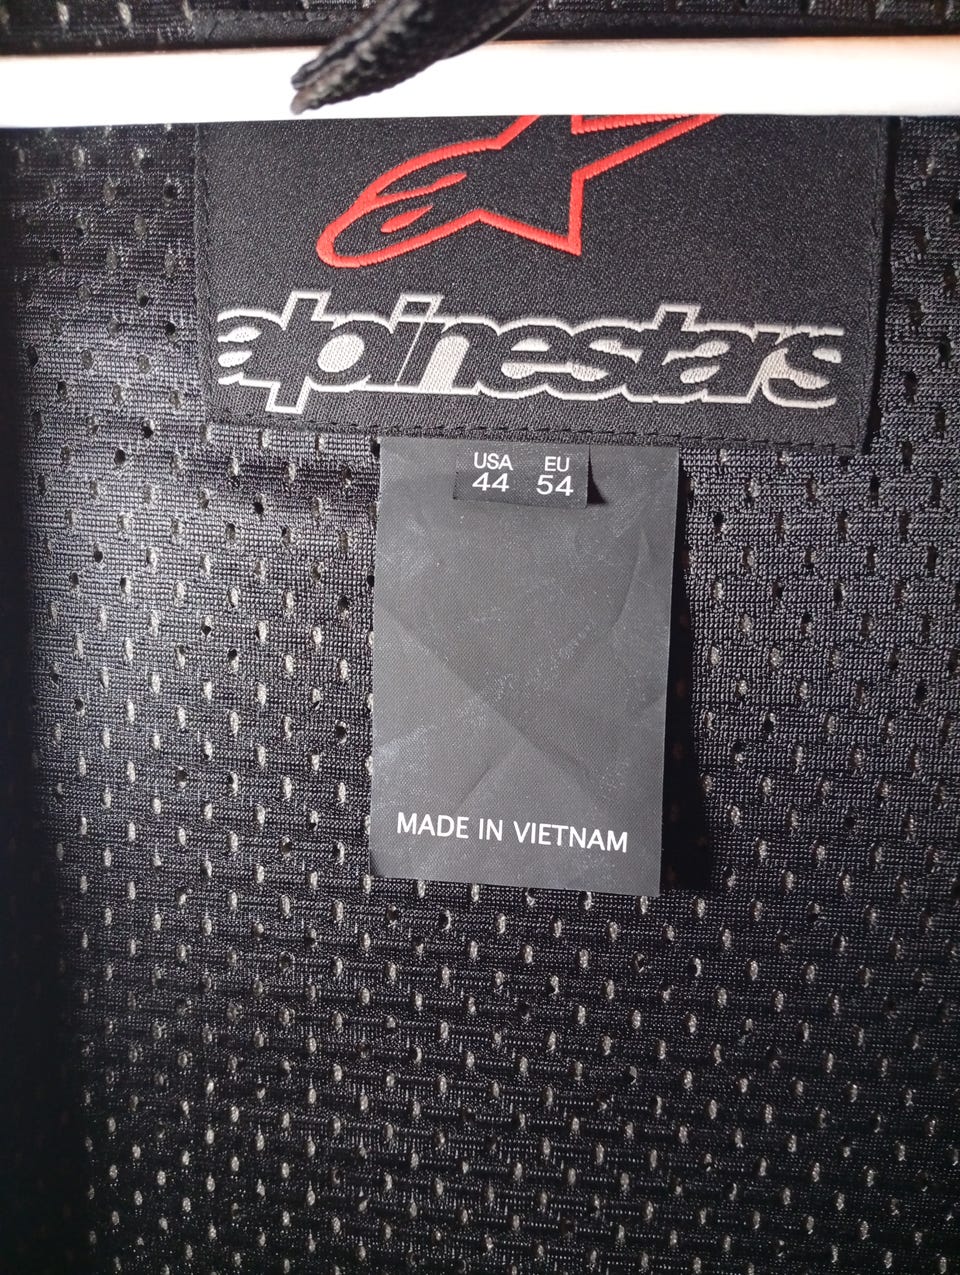 alpinestars
USA EU
44 54
MADE IN VIETNAM